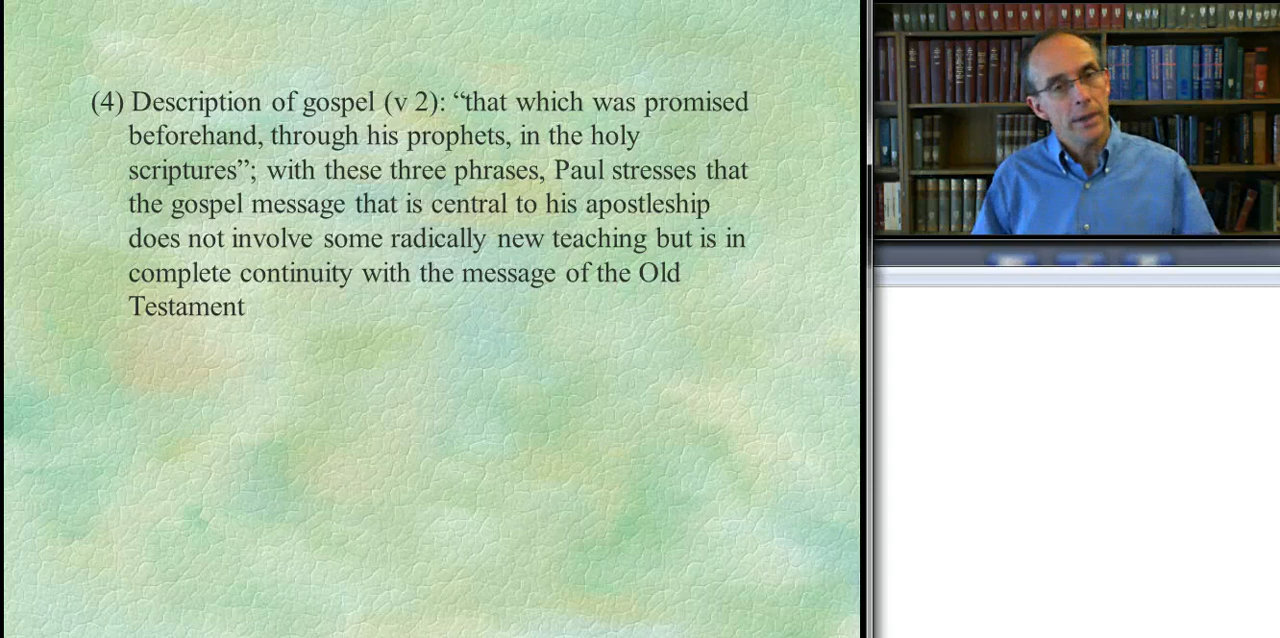 (4) Description of gospel (v 2): “that which was promised
beforehand, through his prophets, in the holy
scriptures”; with these three phrases, Paul stresses that
the gospel message that is central to his apostleship
does not involve some radically new teaching but is in
complete continuity with the message of the Old
Testament